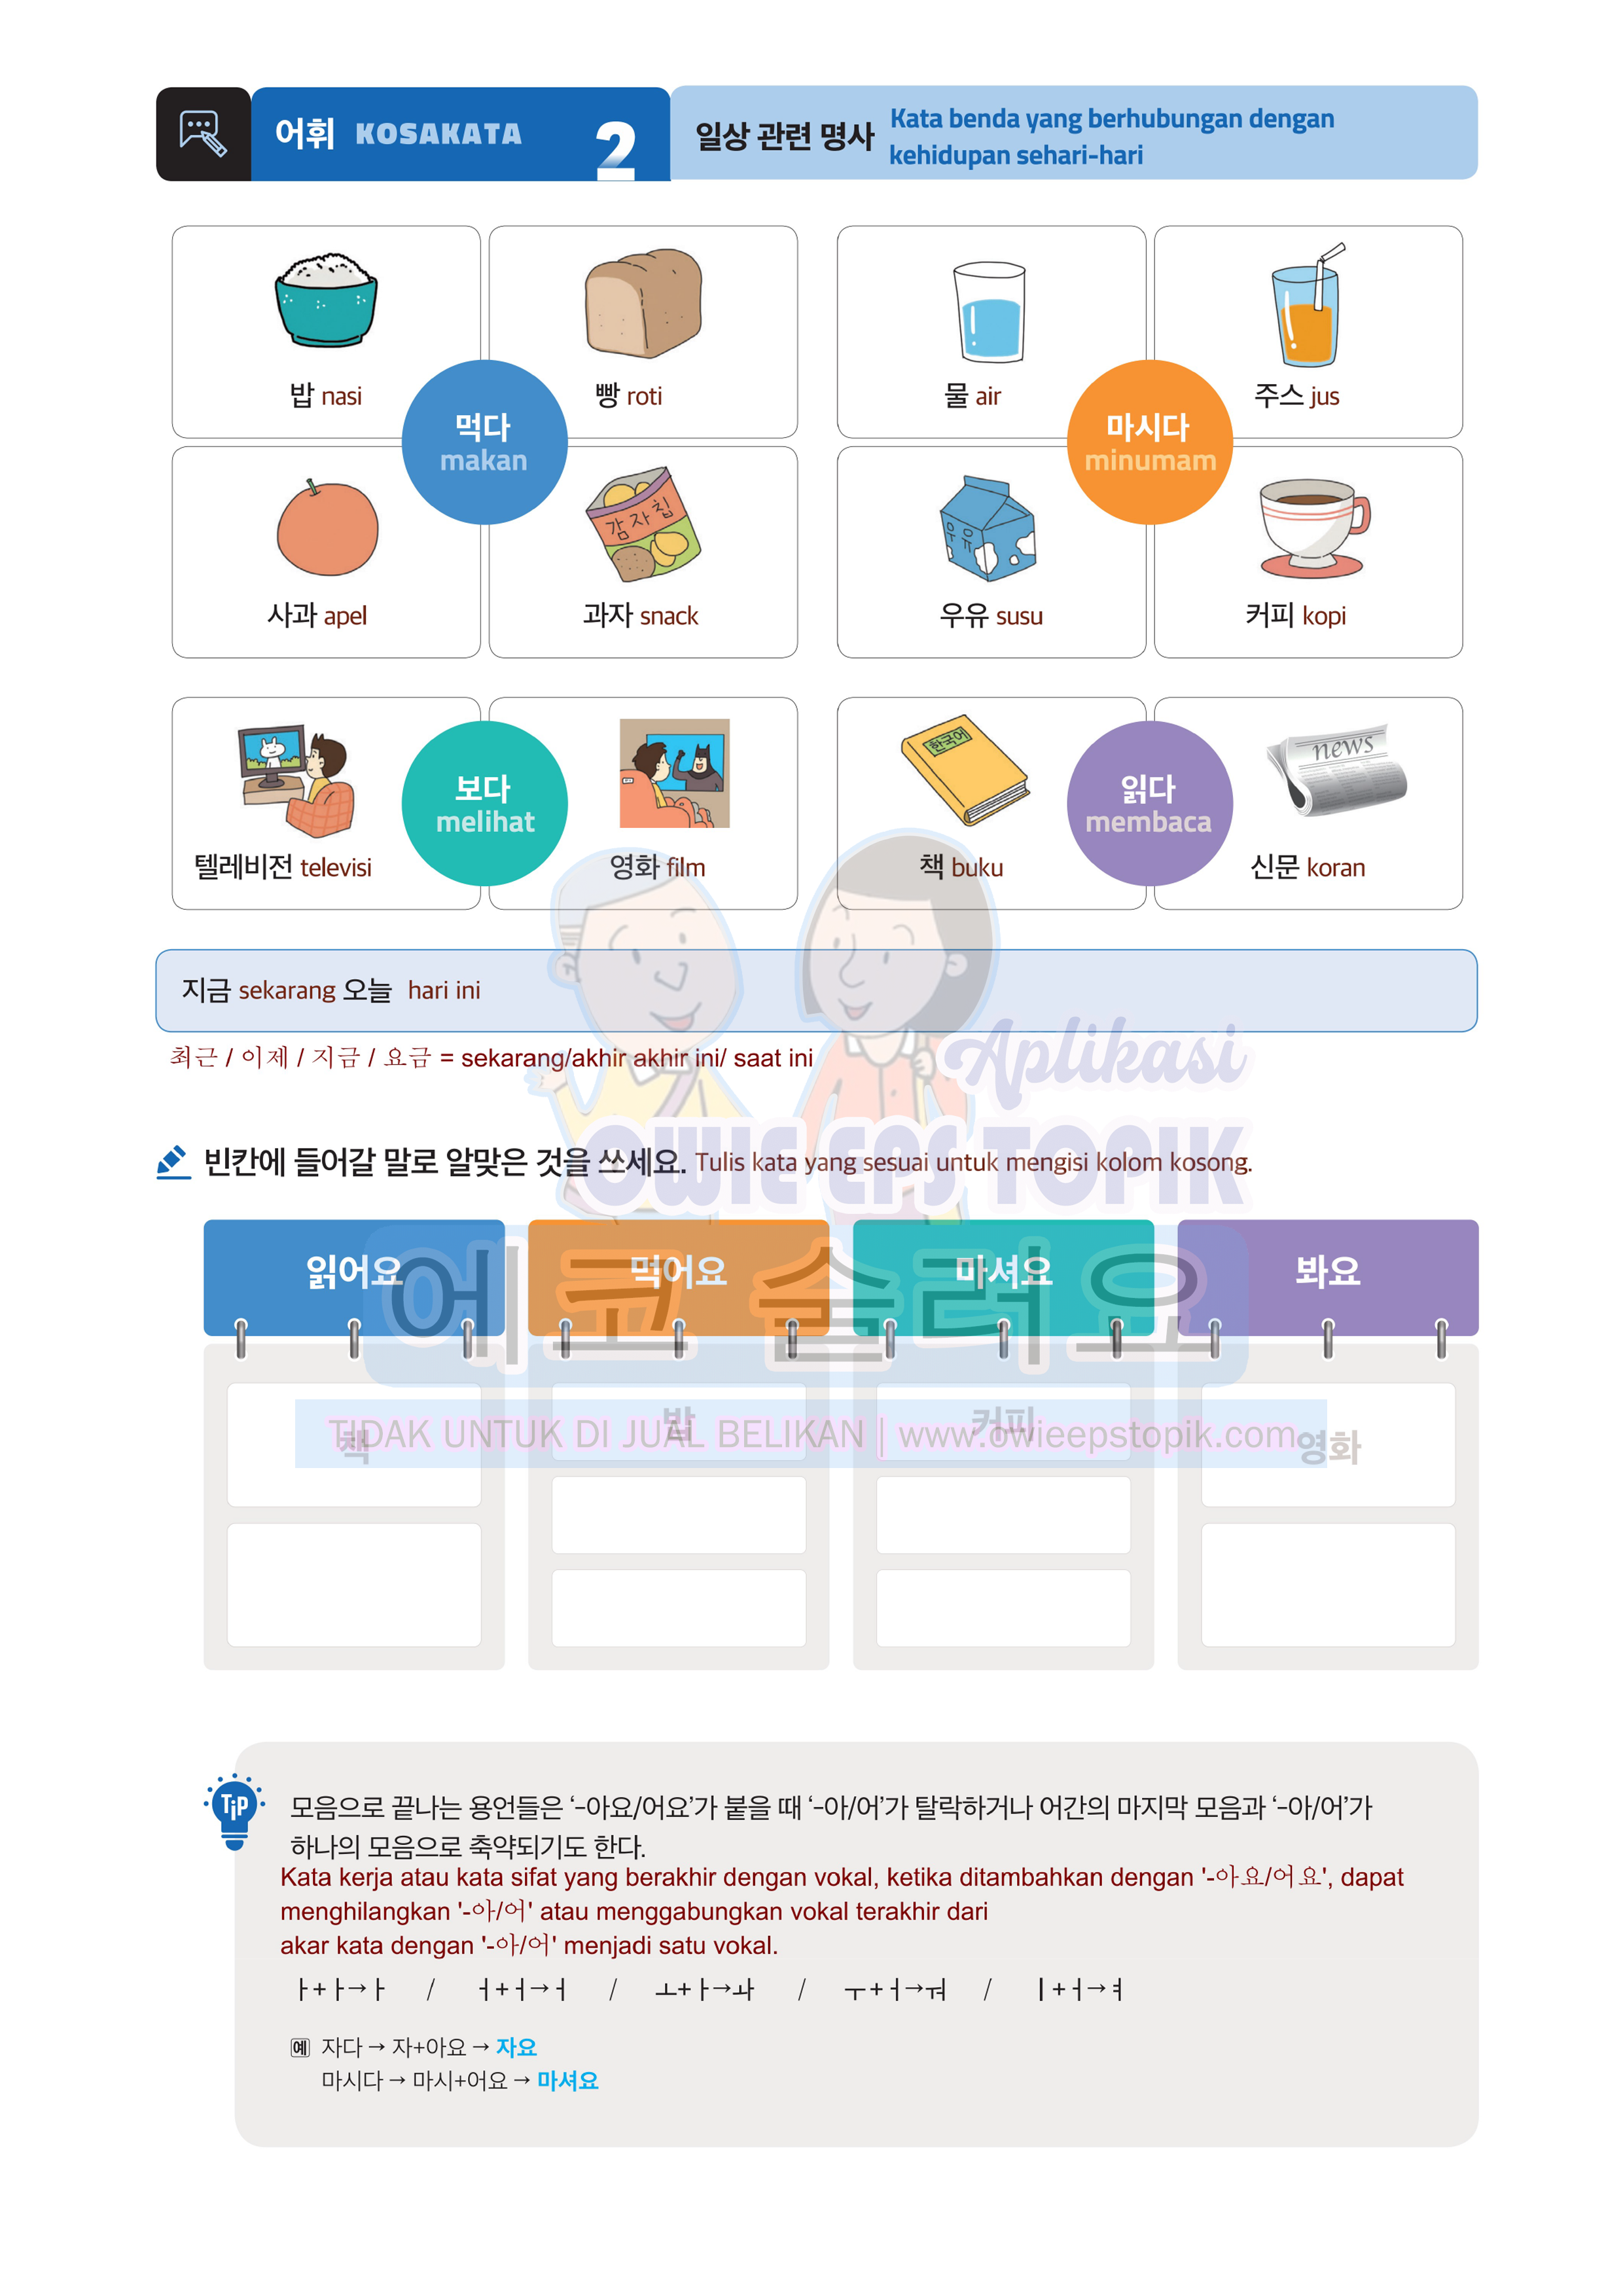 어휘 KOSAKATA 2
일상 관련 명사 Kata benda yang berhubungan dengan
kehidupan sehari-hari
밥 nasi
빵 roti
먹다
makan
감자칩
사과 apel
과자 snack
물 air
주스 jus
마시다
minumam
우유
우유 susu
커피 kopi
텔레비전 televisi
보다
melihat
영화 film
한국어
책 buku
읽다
membaca
news
신문 koran
지금 sekarang 오늘 hari ini
최근 / 이제 / 지금 / 요금 = sekarang/akhir akhir ini/ saat ini
Aplikasi
OWIE EPS TOPIK
빈칸에 들어갈 말로 알맞은 것을 쓰세요. Tulis kata yang sesuai untuk mengisi kolom kosong.
읽어요
먹어요
마셔요
봐요
에코 슬러요
책
밥
커피
영화
TIDAK UNTUK DI JUAL BELIKAN | www.owieepstopik.com
TiP
모음으로 끝나는 용언들은 ‘-아요/어요’가 붙을 때 ‘-아/어’가 탈락하거나 어간의 마지막 모음과 ‘-아/어’가
하나의 모음으로 축약되기도 한다.
Kata kerja atau kata sifat yang berakhir dengan vokal, ketika ditambahkan dengan '-아요/어요', dapat
menghilangkan '-아/어' atau menggabungkan vokal terakhir dari
akar kata dengan '-아/어' menjadi satu vokal.
ㅏ+ㅏ→ㅏ / ㅓ+ㅓ→ㅓ / ㅗ+ㅏ→ㅘ / ㅜ+ㅓ→ㅝ / ㅣ+ㅓ→ㅕ
예 자다 → 자+아요 → 자요
마시다 → 마시+어요 → 마셔요